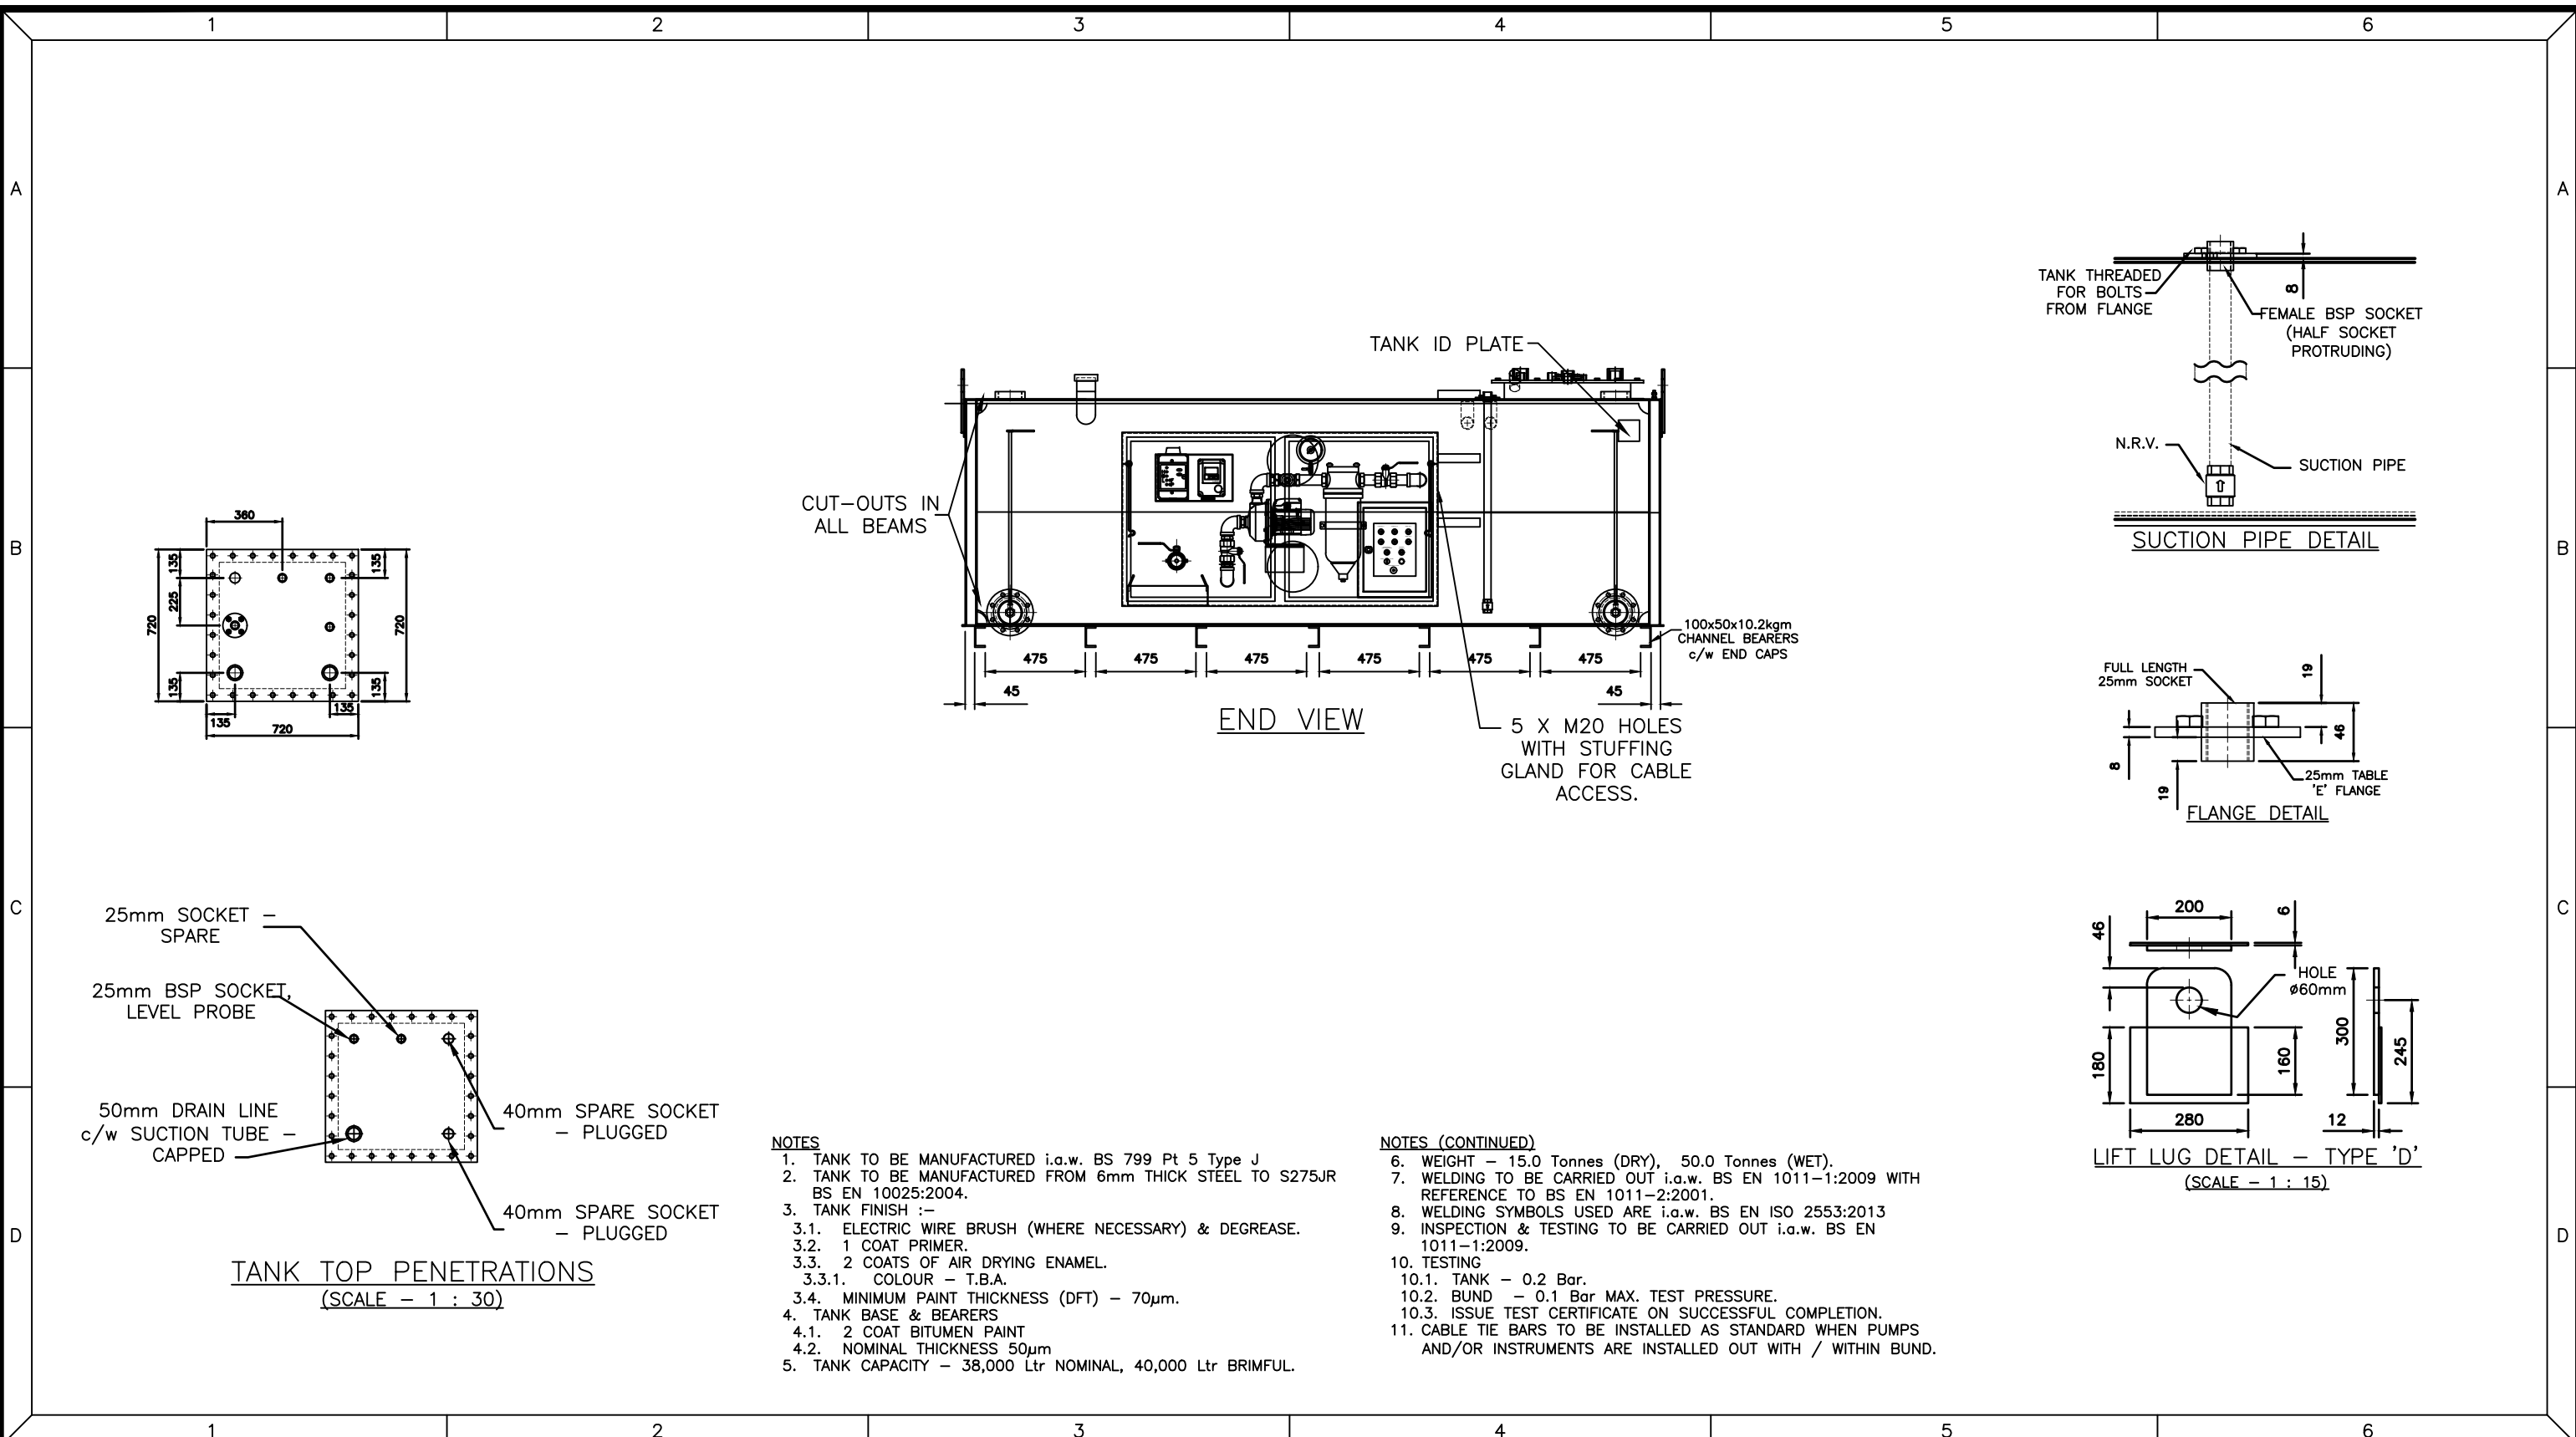 1 2 3 4 5 6
A A
B B
C C
D D
360
135
225
720
135
135
720
135
135
135
720
TANK ID PLATE
CUT-OUTS IN
ALL BEAMS
100x50x10.2kgm
CHANNEL BEARERS
c/w END CAPS
475 475 475 475 475 475
45 45
END VIEW
5 X M20 HOLES
WITH STUFFING
GLAND FOR CABLE
ACCESS.
TANK THREADED
FOR BOLTS
FROM FLANGE
8
FEMALE BSP SOCKET
(HALF SOCKET
PROTRUDING)
N.R.V.
SUCTION PIPE
SUCTION PIPE DETAIL
FULL LENGTH
25mm SOCKET
19
46
8
19
25mm TABLE
'E' FLANGE
FLANGE DETAIL
200
6
46
HOLE
ø60mm
180
160
300
245
280
12
LIFT LUG DETAIL – TYPE 'D'
(SCALE – 1 : 15)
25mm SOCKET –
SPARE
25mm BSP SOCKET,
LEVEL PROBE
50mm DRAIN LINE
c/w SUCTION TUBE –
CAPPED
40mm SPARE SOCKET
– PLUGGED
40mm SPARE SOCKET
– PLUGGED
TANK TOP PENETRATIONS
(SCALE – 1 : 30)
NOTES
1. TANK TO BE MANUFACTURED i.a.w. BS 799 Pt 5 Type J
2. TANK TO BE MANUFACTURED FROM 6mm THICK STEEL TO S275JR
BS EN 10025:2004.
3. TANK FINISH :–
3.1. ELECTRIC WIRE BRUSH (WHERE NECESSARY) & DEGREASE.
3.2. 1 COAT PRIMER.
3.3. 2 COATS OF AIR DRYING ENAMEL.
3.3.1. COLOUR – T.B.A.
3.4. MINIMUM PAINT THICKNESS (DFT) – 70µm.
4. TANK BASE & BEARERS
4.1. 2 COAT BITUMEN PAINT
4.2. NOMINAL THICKNESS 50µm
5. TANK CAPACITY – 38,000 Ltr NOMINAL, 40,000 Ltr BRIMFUL.
NOTES (CONTINUED)
6. WEIGHT – 15.0 Tonnes (DRY), 50.0 Tonnes (WET).
7. WELDING TO BE CARRIED OUT i.a.w. BS EN 1011–1:2009 WITH
REFERENCE TO BS EN 1011–2:2001.
8. WELDING SYMBOLS USED ARE i.a.w. BS EN ISO 2553:2013
9. INSPECTION & TESTING TO BE CARRIED OUT i.a.w. BS EN
1011–1:2009.
10. TESTING
10.1. TANK – 0.2 Bar.
10.2. BUND – 0.1 Bar MAX. TEST PRESSURE.
10.3. ISSUE TEST CERTIFICATE ON SUCCESSFUL COMPLETION.
11. CABLE TIE BARS TO BE INSTALLED AS STANDARD WHEN PUMPS
AND/OR INSTRUMENTS ARE INSTALLED OUT WITH / WITHIN BUND.
1 2 3 4 5 6